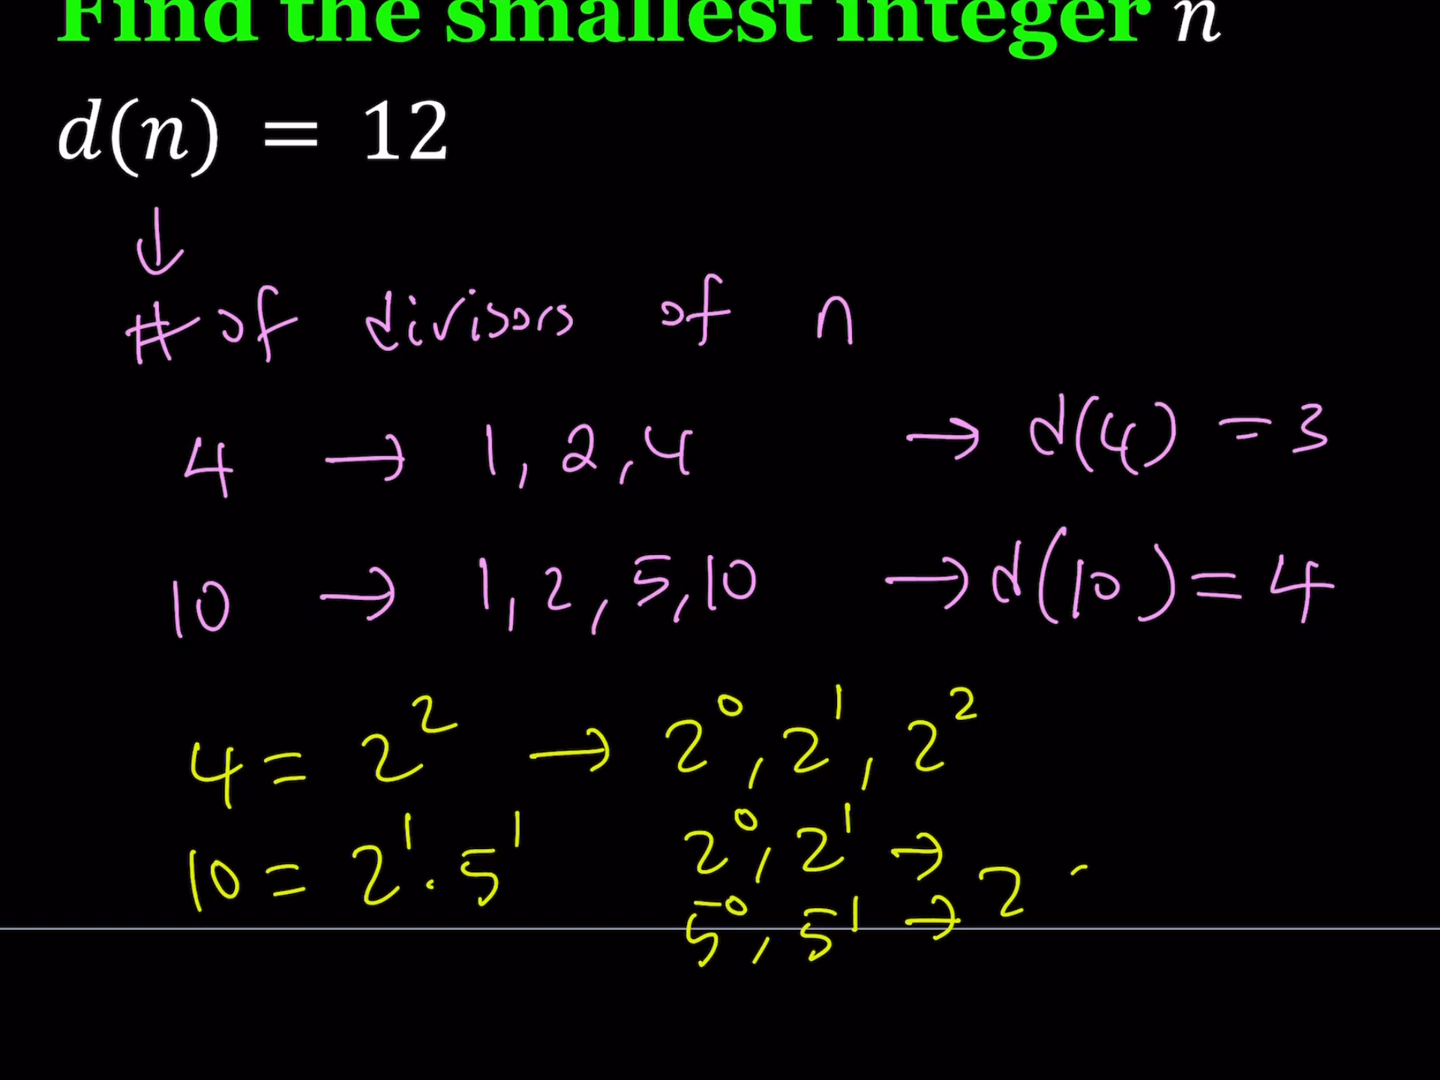 Find the smallest integer n
d(n) = 12
↓
# of divisors of n
4 → 1, 2, 4 → d(4) = 3
10 → 1, 2, 5, 10 → d(10) = 4
4 = 2² → 2⁰, 2¹, 2²
10 = 2¹ · 5¹ 2⁰, 2¹ →
5⁰, 5¹ → 2